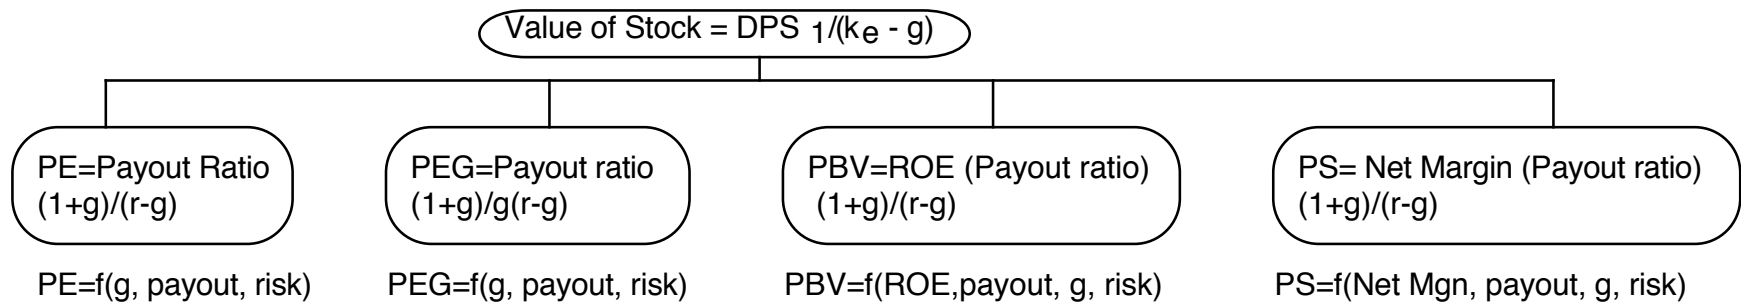 Value of Stock = DPS 1/(ke - g)
PE=Payout Ratio
(1+g)/(r-g)
PEG=Payout ratio
(1+g)/g(r-g)
PBV=ROE (Payout ratio)
(1+g)/(r-g)
PS= Net Margin (Payout ratio)
(1+g)/(r-g)
PE=f(g, payout, risk)
PEG=f(g, payout, risk)
PBV=f(ROE,payout, g, risk)
PS=f(Net Mgn, payout, g, risk)